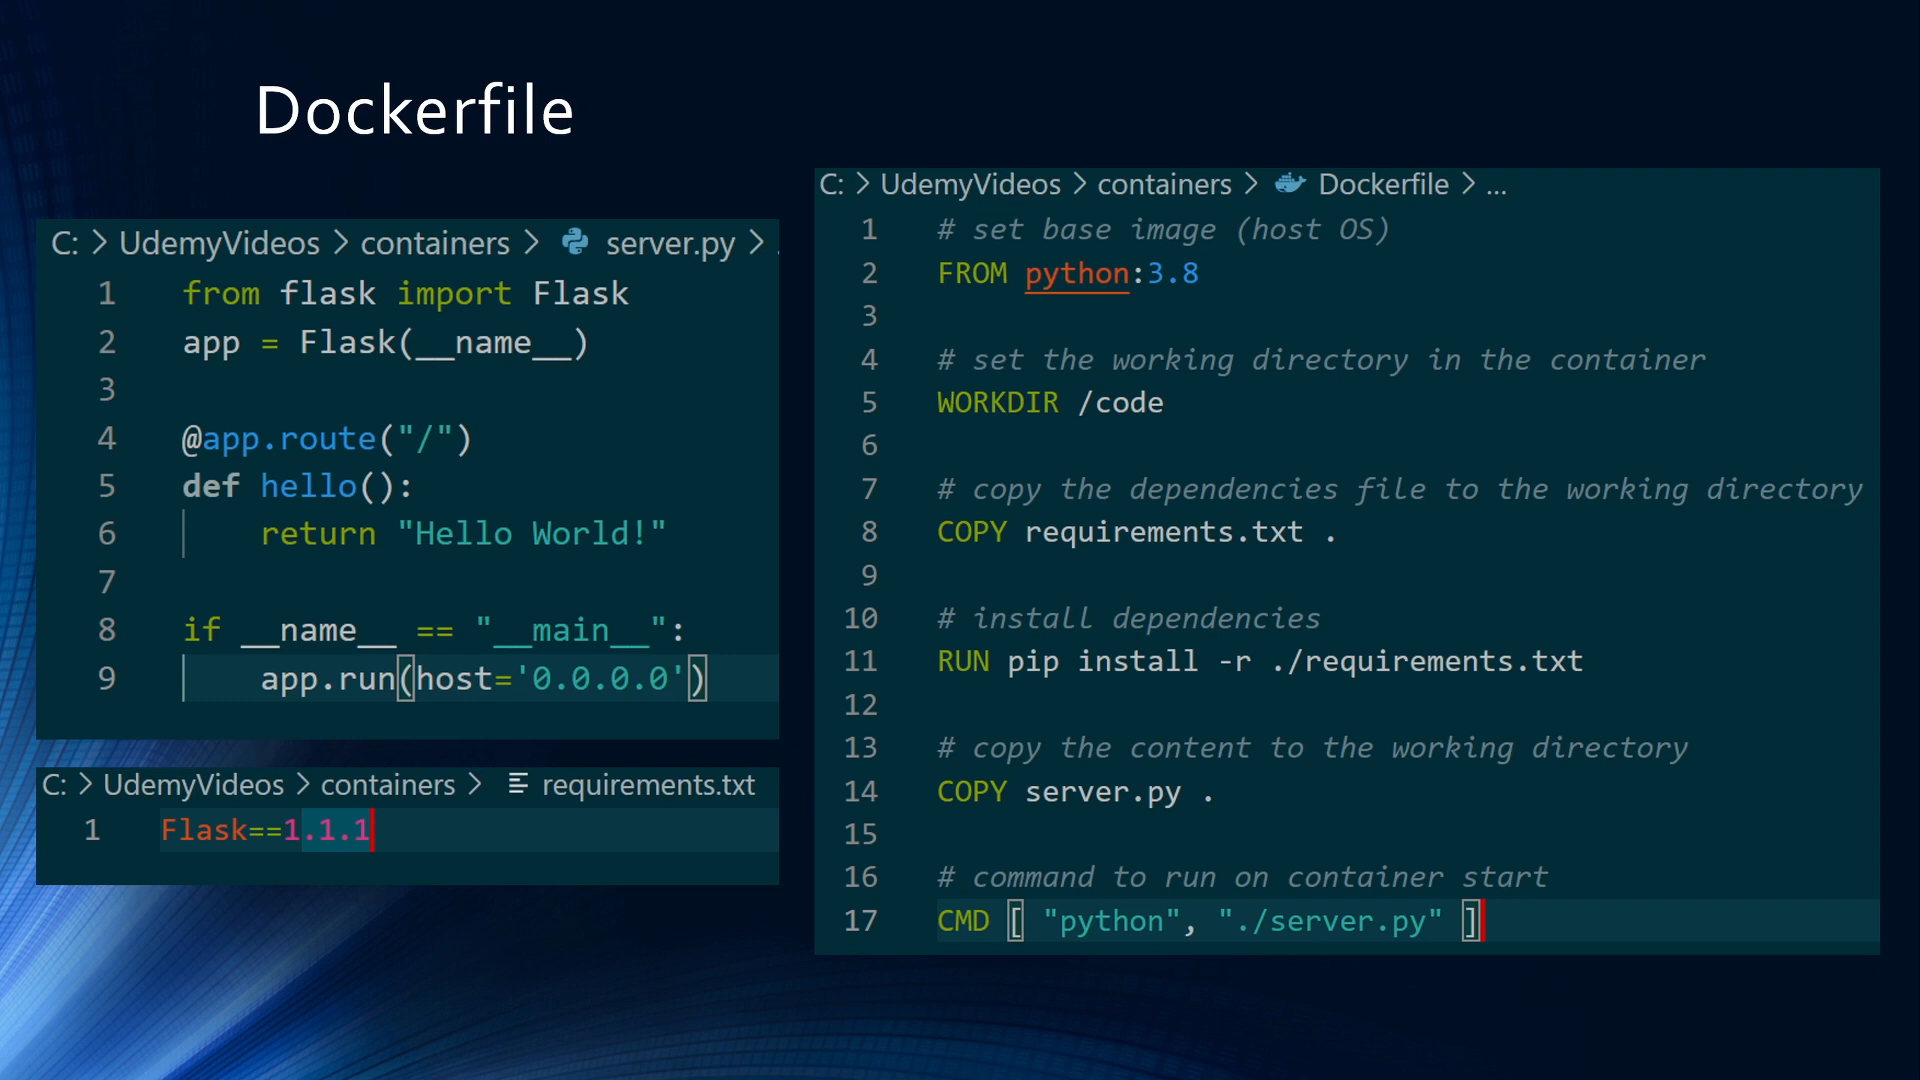 Dockerfile
C: > UdemyVideos > containers > server.py > .
1 from flask import Flask
2 app = Flask(__name__)
3
4 @app.route("/")
5 def hello():
6     return "Hello World!"
7
8 if __name__ == "__main__":
9     app.run(host='0.0.0.0')
C: > UdemyVideos > containers > requirements.txt
1 Flask==1.1.1
C: > UdemyVideos > containers > Dockerfile > ...
1 # set base image (host OS)
2 FROM python:3.8
3
4 # set the working directory in the container
5 WORKDIR /code
6
7 # copy the dependencies file to the working directory
8 COPY requirements.txt .
9
10 # install dependencies
11 RUN pip install -r ./requirements.txt
12
13 # copy the content to the working directory
14 COPY server.py .
15
16 # command to run on container start
17 CMD [ "python", "./server.py" ]